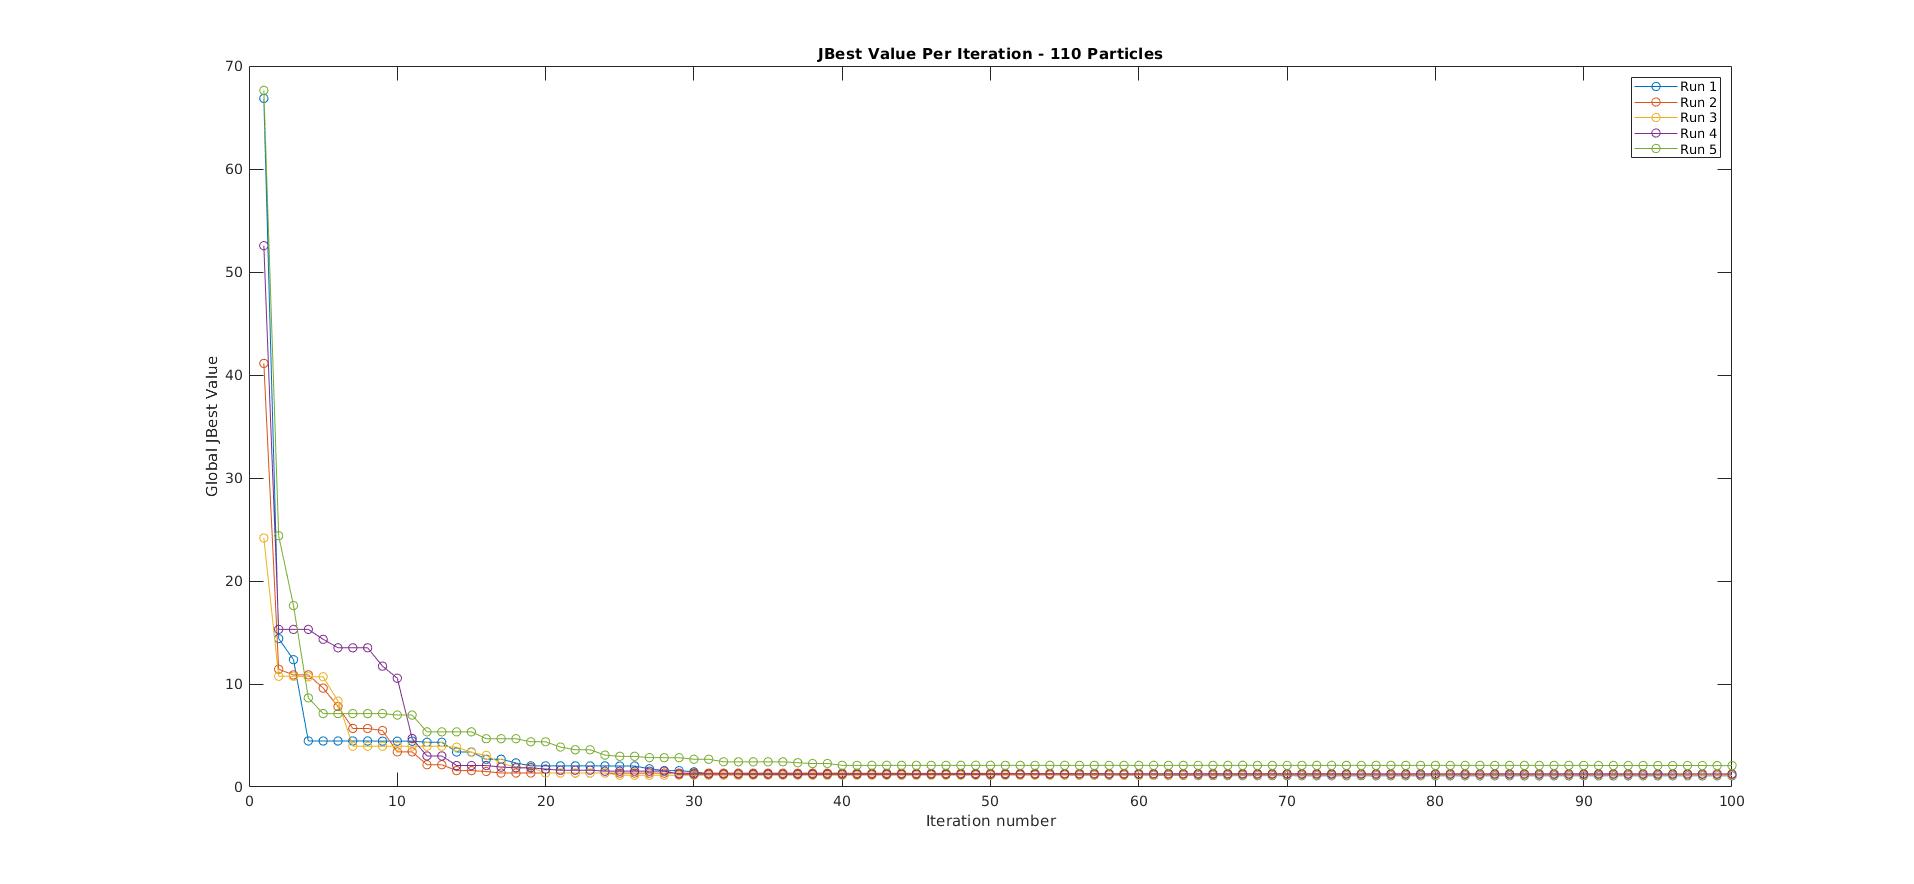 JBest Value Per Iteration - 110 Particles
70
60
50
40
30
20
10
0
Global JBest Value
Run 1
Run 2
Run 3
Run 4
Run 5
0 10 20 30 40 50 60 70 80 90 100
Iteration number